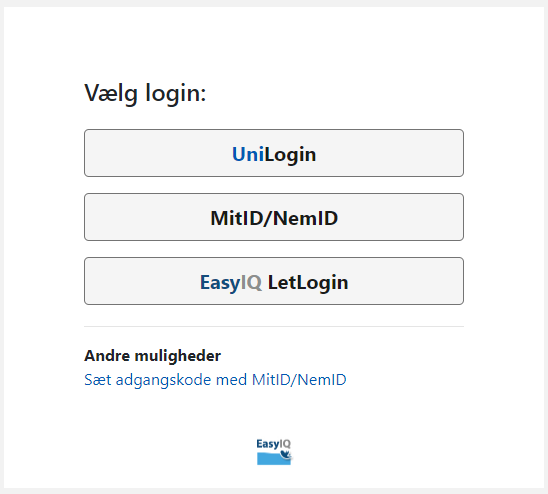 Vælg login:
UniLogin
MitID/NemID
EasyIQ LetLogin
Andre muligheder
Sæt adgangskode med MitID/NemID
EasyIQ